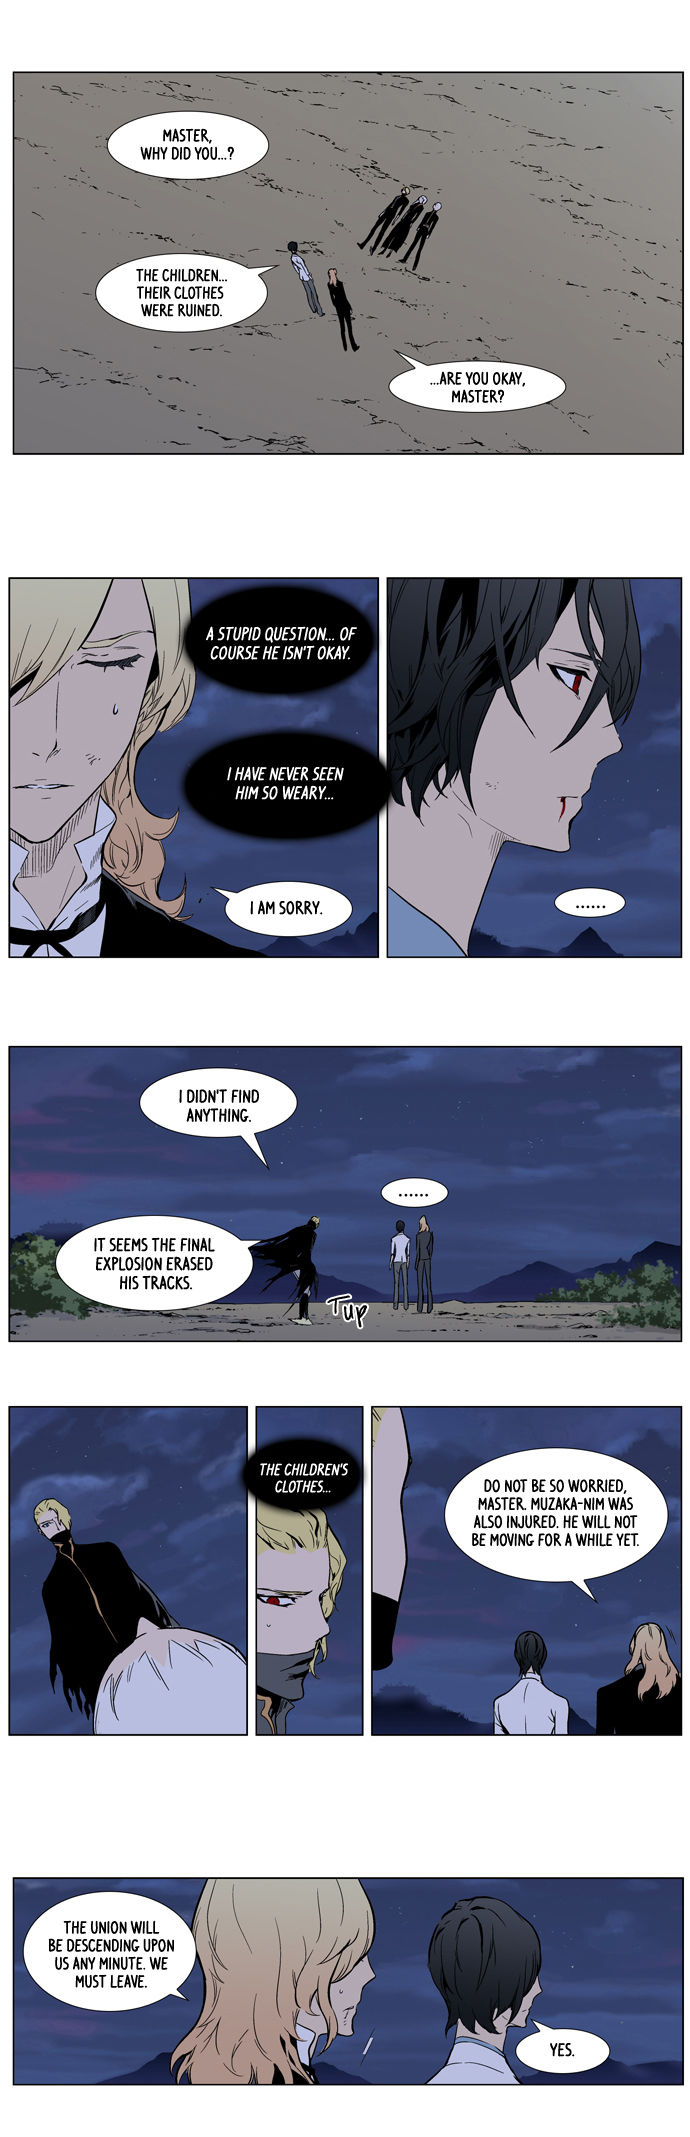 MASTER,
WHY DID YOU...?
THE CHILDREN...
THEIR CLOTHES
WERE RUINED.
...ARE YOU OKAY,
MASTER?
A STUPID QUESTION... OF
COURSE HE ISN'T OKAY.
I HAVE NEVER SEEN
HIM SO WEARY...
I AM SORRY.
......
I DIDN'T FIND
ANYTHING.
......
IT SEEMS THE FINAL
EXPLOSION ERASED
HIS TRACKS.
TUP
THE CHILDREN'S
CLOTHES...
DO NOT BE SO WORRIED,
MASTER. MUZAKA-NIM WAS
ALSO INJURED. HE WILL NOT
BE MOVING FOR A WHILE YET.
THE UNION WILL
BE DESCENDING UPON
US ANY MINUTE. WE
MUST LEAVE.
YES.